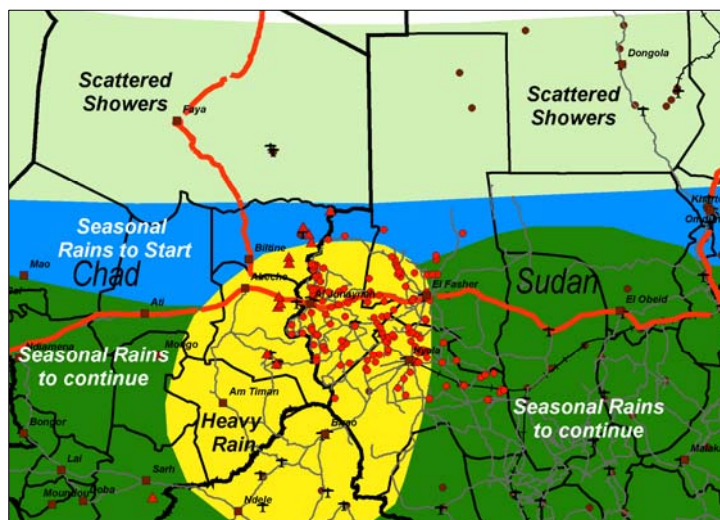 Dongola
Scattered
Showers
Scattered
Showers
Faya
Seasonal
Rains to Start
Biltine
Mao
Chad
Abeche
El Fasher
Sudan
Ati
El Obeid
Seasonal Rains
to continue
Mongo
Nyala
Am Timan
Heavy
Rain
Seasonal Rains
to continue
Bongor
Birao
Lai
Sarh
Moundou
Doba
Ndele